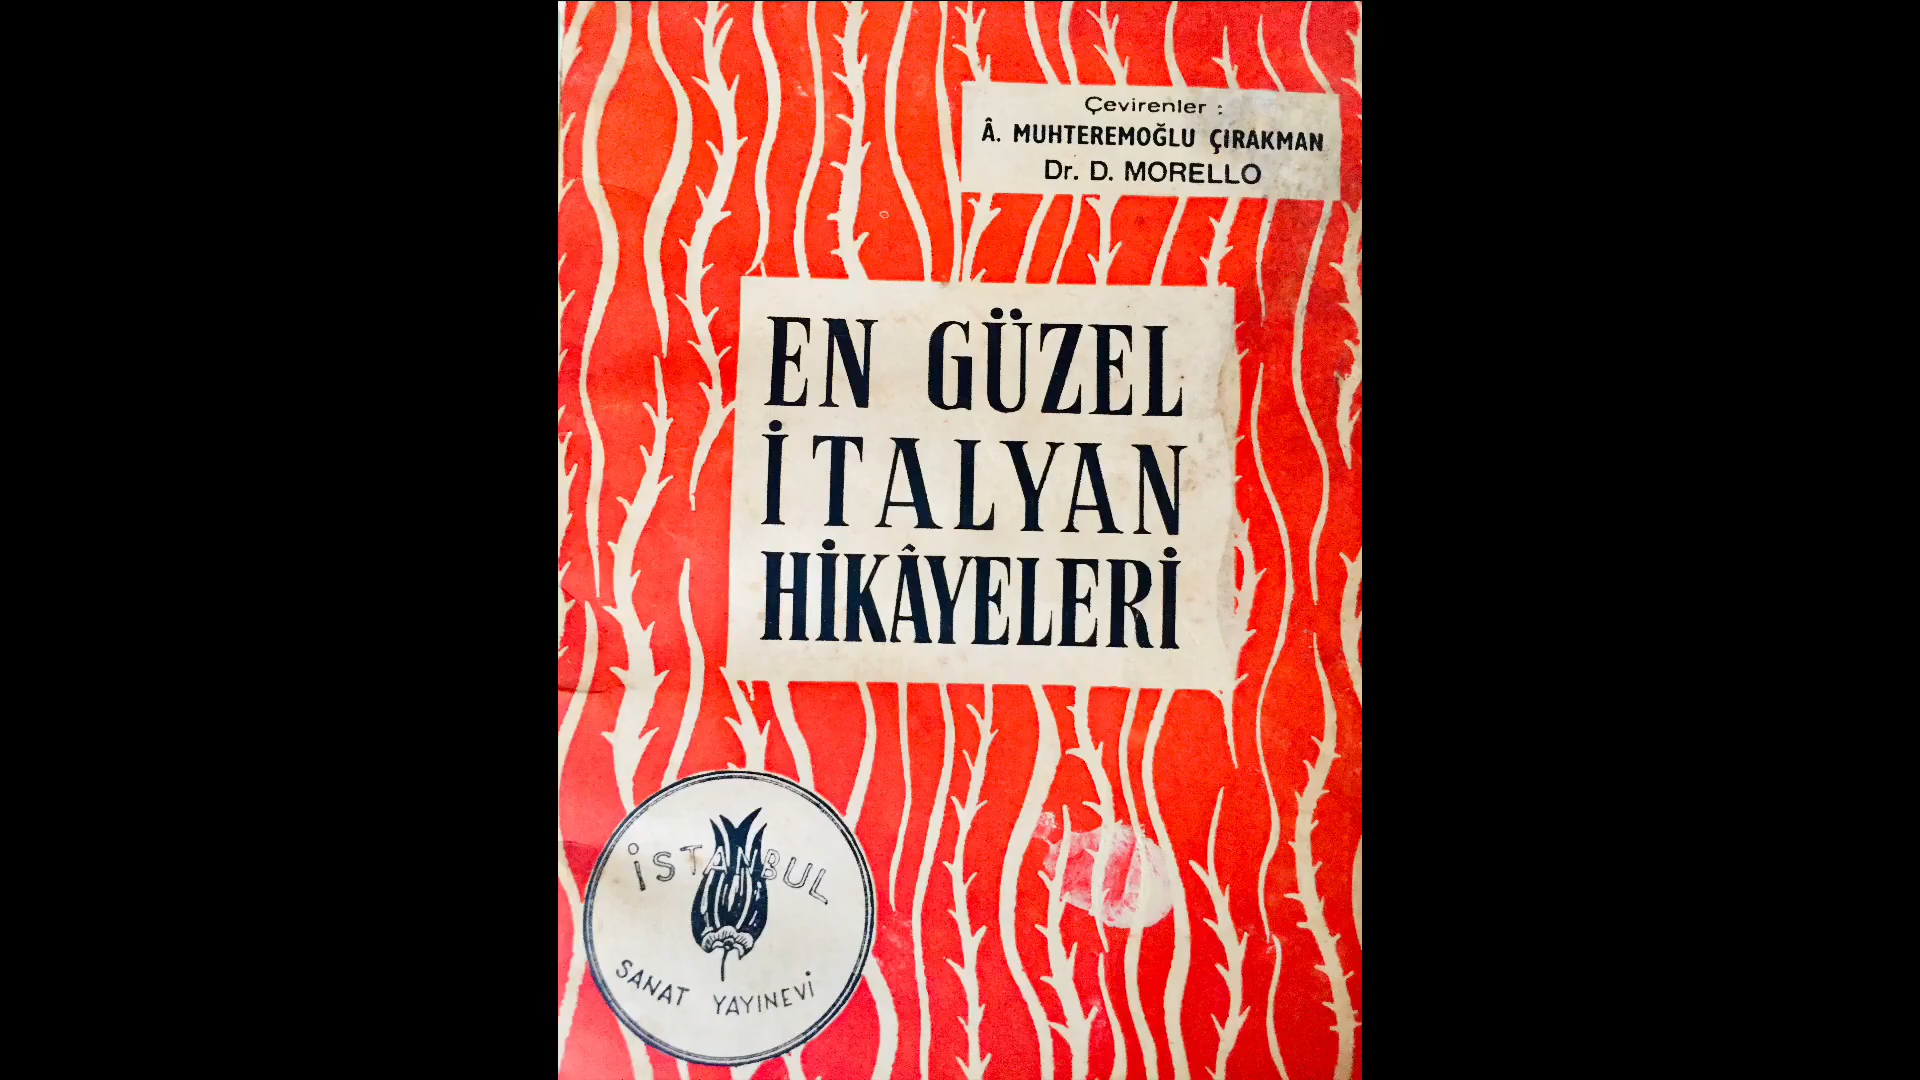 Çevirenler :
Â. MUHTEREMOĞLU ÇIRAKMAN
Dr. D. MORELLO
EN GÜZEL
İTALYAN
HİKÂYELERİ
İSTANBUL
SANAT YAYINEVİ